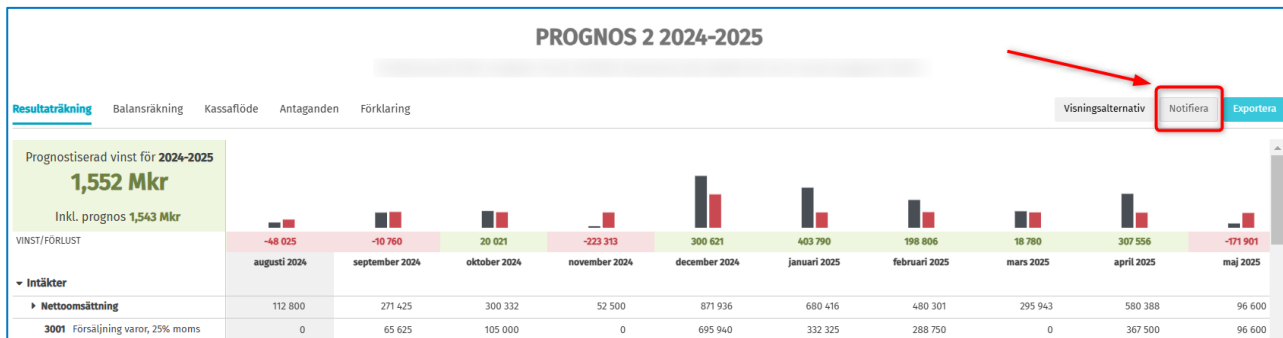 PROGNOS 2 2024-2025
Resultaträkning Balansräkning Kassaflöde Antaganden Förklaring Visningsalternativ Notifiera Exportera
Prognostiserad vinst för 2024-2025
1,552 Mkr
Inkl. prognos 1,543 Mkr
VINST/FÖRLUST -48 025 -10 760 20 021 -223 313 300 621 403 790 198 806 18 780 307 556 -171 901
augusti 2024 september 2024 oktober 2024 november 2024 december 2024 januari 2025 februari 2025 mars 2025 april 2025 maj 2025
Intäkter
Nettoomsättning 112 800 271 425 300 332 52 500 871 936 680 416 480 301 295 943 580 388 96 600
3001 Försäljning varor, 25% moms 0 65 625 105 000 0 695 940 332 325 288 750 0 367 500 96 600